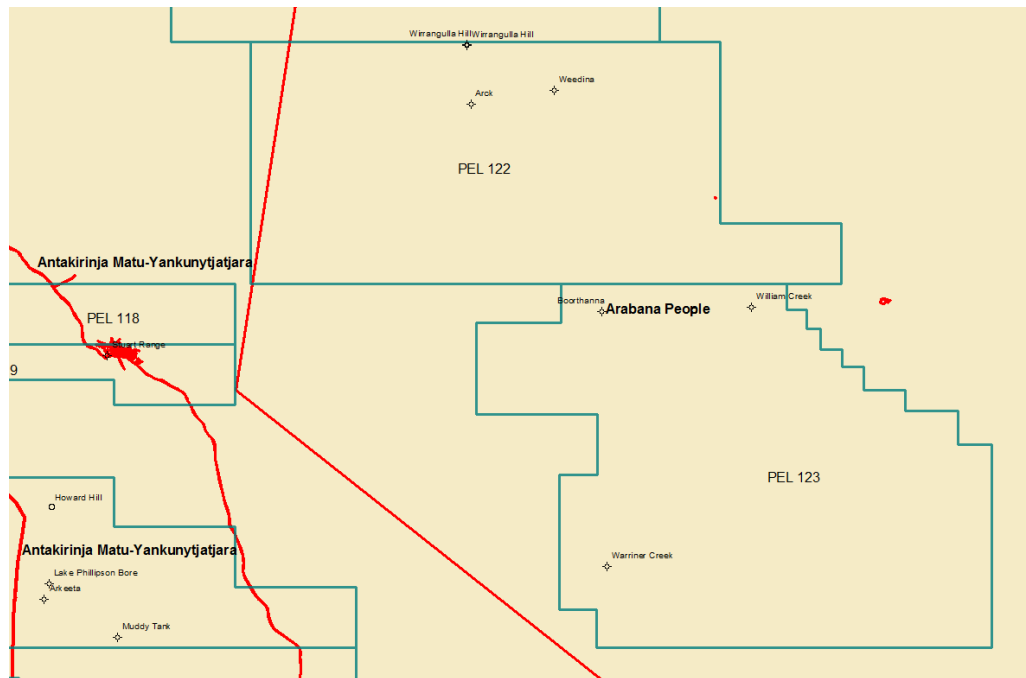 Wirrangulla Hill Wirrangulla Hill
Weedina
Arck
PEL 122
Antakirinja Matu-Yankunytjatjara
Boorthanna
Arabana People
William Creek
PEL 118
Stuart Range
9
PEL 123
Howard Hill
Antakirinja Matu-Yankunytjatjara
Warriner Creek
Lake Phillipson Bore
Arkeeta
Muddy Tank